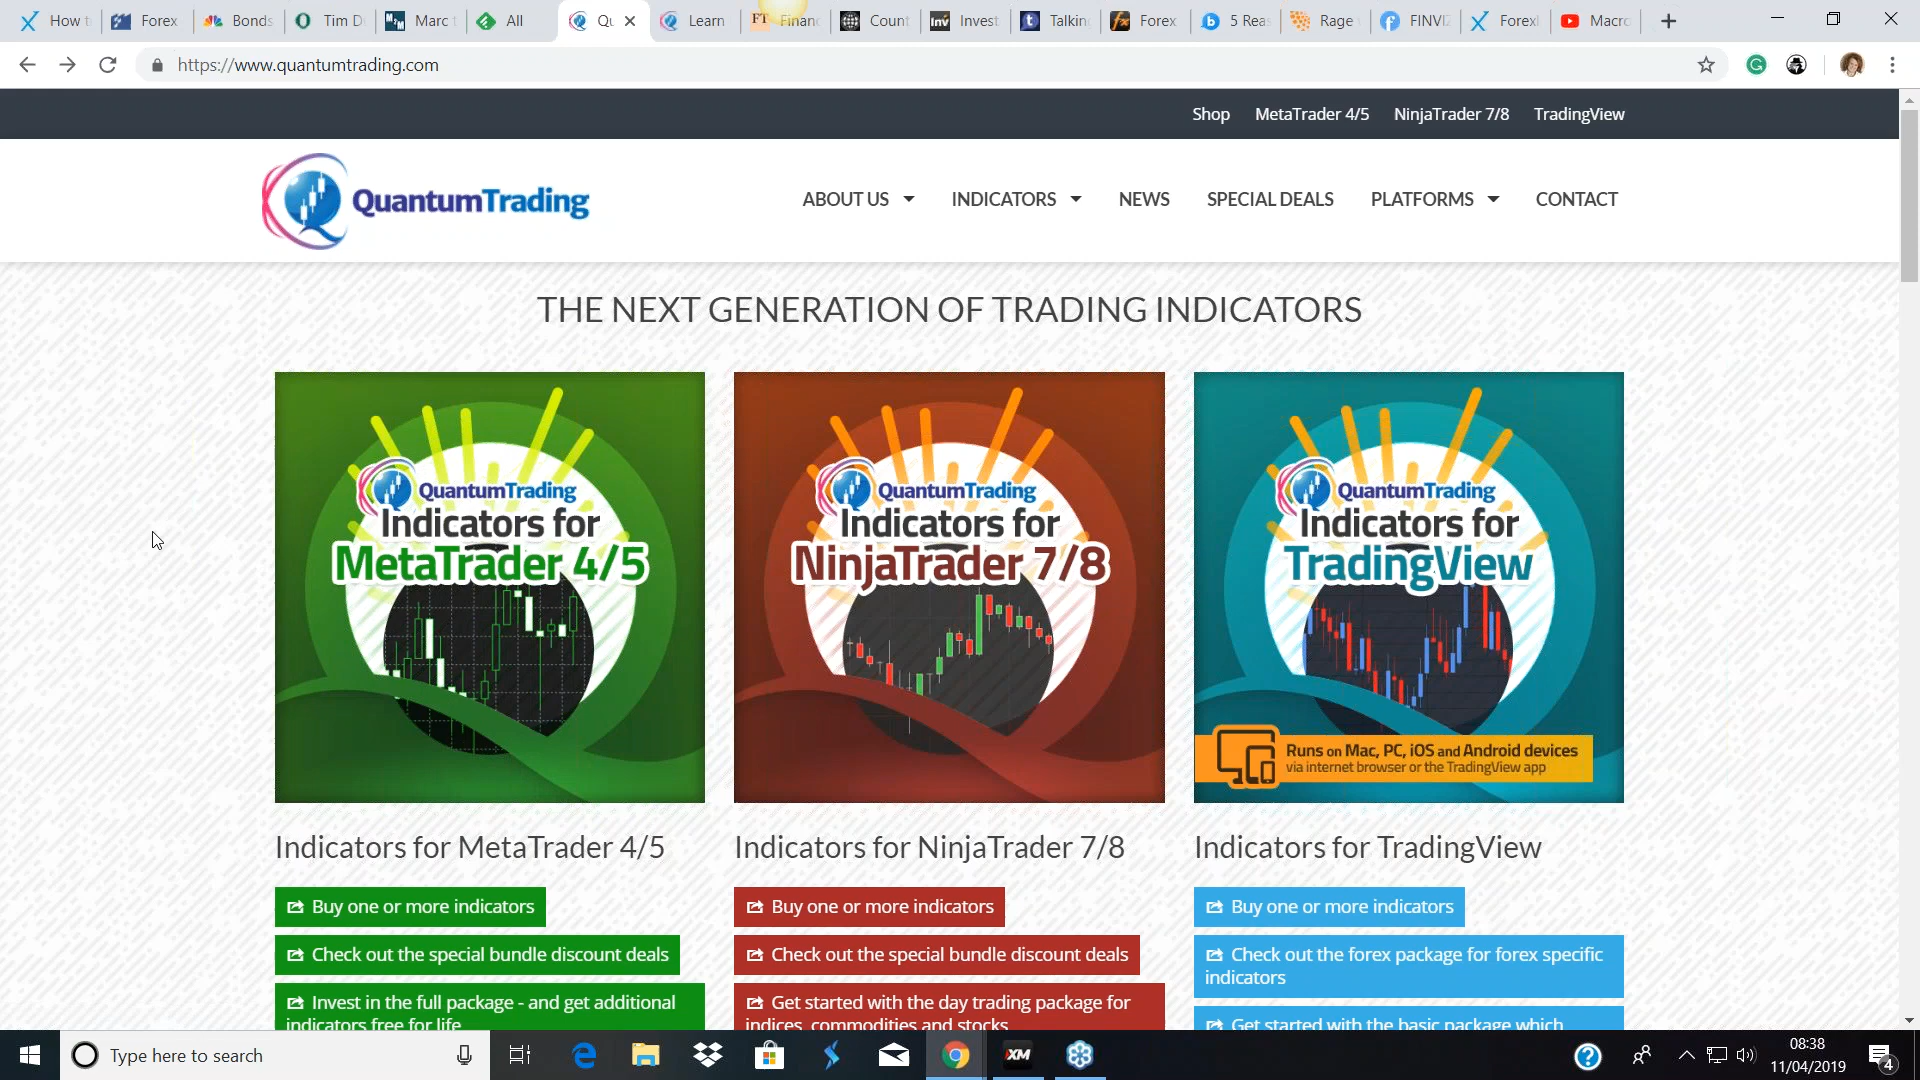 How
Forex
Bonds
Tim D
Marc
All
Qu
Learn
FT
Financ
Count
Inv
Invest
Talkin
Forex
5 Rea
Rage
FINVIZ
Forex
Macro
https://www.quantumtrading.com
Shop MetaTrader 4/5 NinjaTrader 7/8 TradingView
QuantumTrading
ABOUT US INDICATORS NEWS SPECIAL DEALS PLATFORMS CONTACT
THE NEXT GENERATION OF TRADING INDICATORS
QuantumTrading
Indicators for
MetaTrader 4/5
QuantumTrading
Indicators for
NinjaTrader 7/8
QuantumTrading
Indicators for
TradingView
Runs on Mac, PC, iOS and Android devices
via internet browser or the TradingView app
Indicators for MetaTrader 4/5
Buy one or more indicators
Check out the special bundle discount deals
Invest in the full package - and get additional
indicators free for life
Indicators for NinjaTrader 7/8
Buy one or more indicators
Check out the special bundle discount deals
Get started with the day trading package for
indices, commodities and stocks
Indicators for TradingView
Buy one or more indicators
Check out the forex package for forex specific
indicators
Get started with the basic package which
Type here to search
XM
08:38
11/04/2019
4